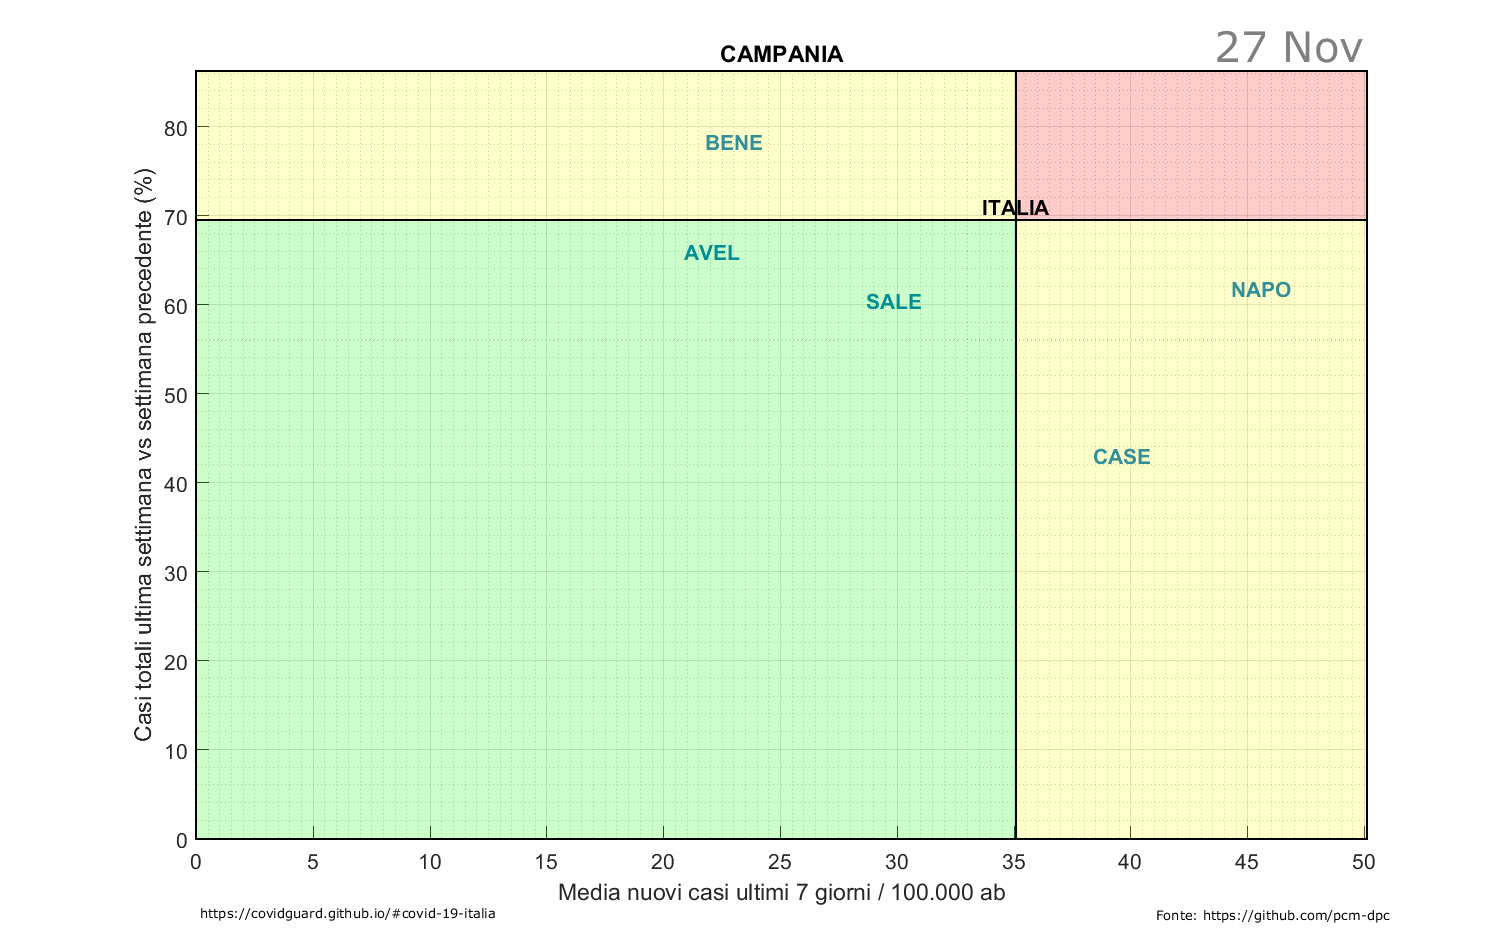 27 Nov
CAMPANIA
Casi totali ultima settimana vs settimana precedente (%)
80
70
60
50
40
30
20
10
0
BENE
ITALIA
AVEL
NAPO
SALE
CASE
0 5 10 15 20 25 30 35 40 45 50
Media nuovi casi ultimi 7 giorni / 100.000 ab
https://covidguard.github.io/#covid-19-italia
Fonte: https://github.com/pcm-dpc